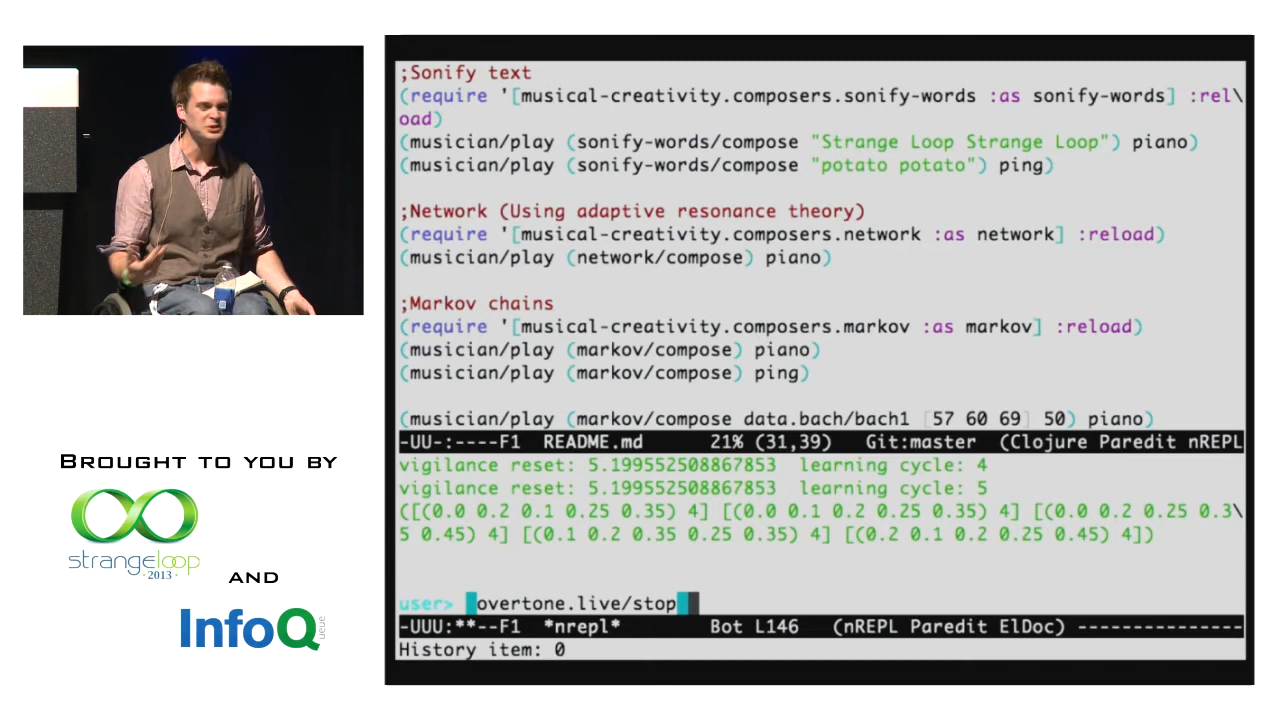 ;Sonify text
(require '[musical-creativity.composers.sonify-words :as sonify-words] :rel\
oad)
(musician/play (sonify-words/compose "Strange Loop Strange Loop") piano)
(musician/play (sonify-words/compose "potato potato") ping)
;Network (Using adaptive resonance theory)
(require '[musical-creativity.composers.network :as network] :reload)
(musician/play (network/compose) piano)
;Markov chains
(require '[musical-creativity.composers.markov :as markov] :reload)
(musician/play (markov/compose) piano)
(musician/play (markov/compose) ping)
(musician/play (markov/compose data.bach/bach1 [57 60 69] 50) piano)
-UU-:----F1 README.md 21% (31,39) Git:master (Clojure Paredit nREPL
vigilance reset: 5.199552508867853 learning cycle: 4
vigilance reset: 5.199552508867853 learning cycle: 5
([(0.0 0.2 0.1 0.25 0.35) 4] [(0.0 0.1 0.2 0.25 0.35) 4] [(0.0 0.2 0.25 0.3\
5 0.45) 4] [(0.1 0.2 0.35 0.25 0.35) 4] [(0.2 0.1 0.2 0.25 0.45) 4])
user> (overtone.live/stop)
-UUU:**--F1 *nrepl* Bot L146 (nREPL Paredit ElDoc) ---------------
History item: 0
BROUGHT TO YOU BY
strangeloop
·2013·
AND
InfoQ
queue